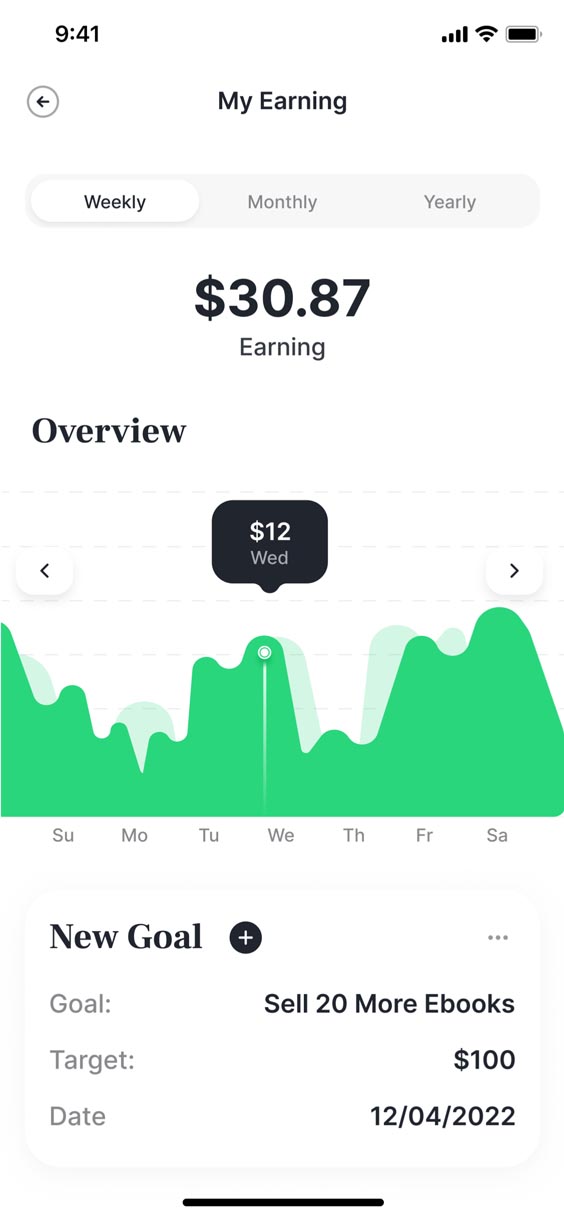 9:41
My Earning
Weekly Monthly Yearly
$30.87
Earning
Overview
$12
Wed
Su Mo Tu We Th Fr Sa
New Goal
Goal: Sell 20 More Ebooks
Target: $100
Date 12/04/2022